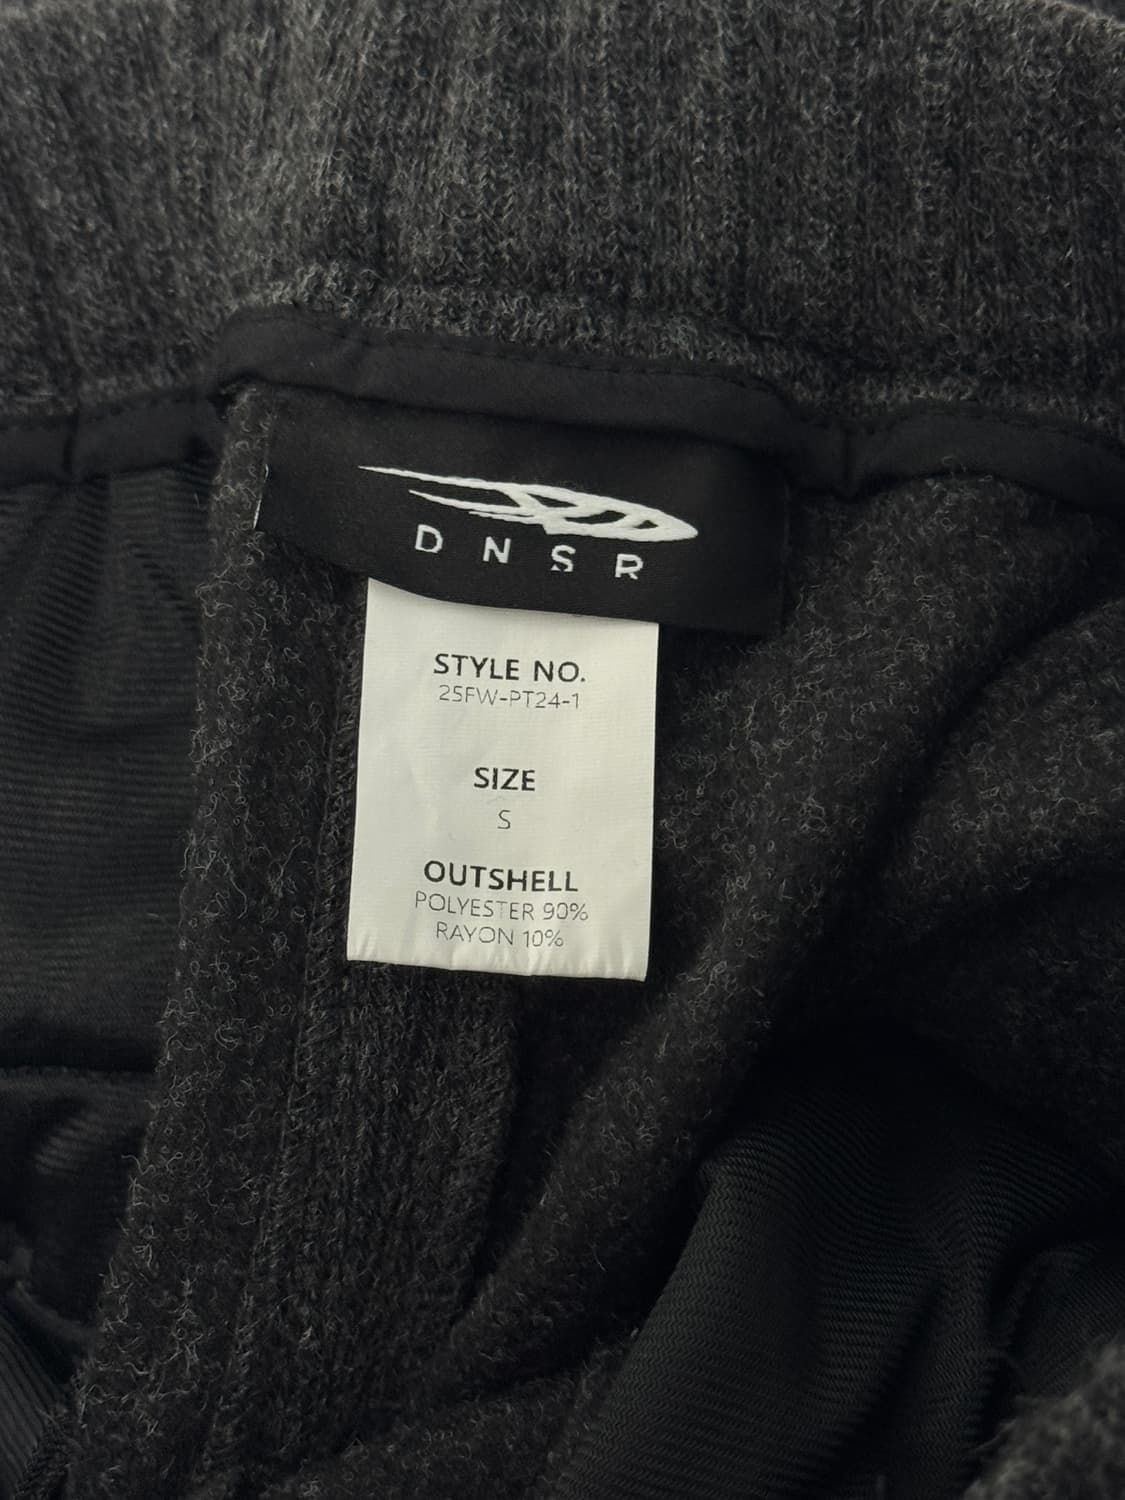 DNSR
STYLE NO.
25FW-PT24-1
SIZE
S
OUTSHELL
POLYESTER 90%
RAYON 10%